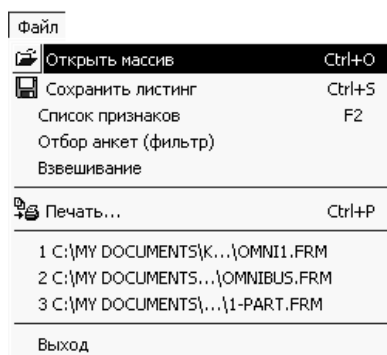 Файл
Открыть массив Ctrl+O
Сохранить листинг Ctrl+S
Список признаков F2
Отбор анкет (фильтр)
Взвешивание
Печать... Ctrl+P
1 C:\MY DOCUMENTS\K...\OMNI1.FRM
2 C:\MY DOCUMENTS...\OMNIBUS.FRM
3 C:\MY DOCUMENTS\...\1-PART.FRM
Выход